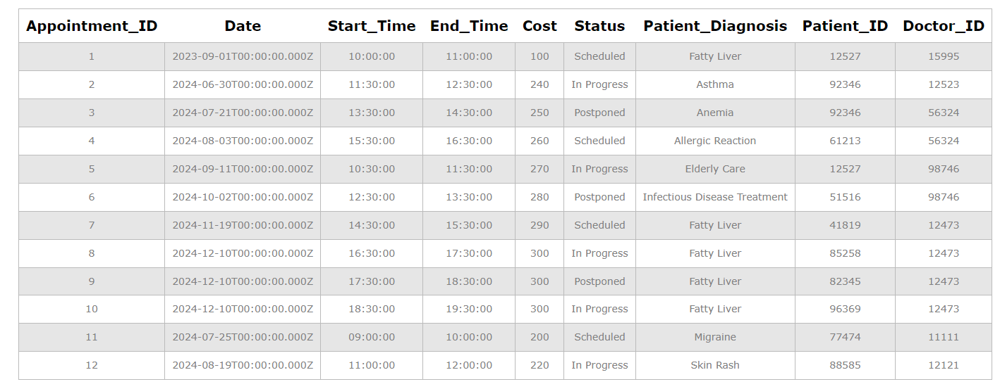 Appointment_ID Date Start_Time End_Time Cost Status Patient_Diagnosis Patient_ID Doctor_ID
1 2023-09-01T00:00:00.000Z 10:00:00 11:00:00 100 Scheduled Fatty Liver 12527 15995
2 2024-06-30T00:00:00.000Z 11:30:00 12:30:00 240 In Progress Asthma 92346 12523
3 2024-07-21T00:00:00.000Z 13:30:00 14:30:00 250 Postponed Anemia 92346 56324
4 2024-08-03T00:00:00.000Z 15:30:00 16:30:00 260 Scheduled Allergic Reaction 61213 56324
5 2024-09-11T00:00:00.000Z 10:30:00 11:30:00 270 In Progress Elderly Care 12527 98746
6 2024-10-02T00:00:00.000Z 12:30:00 13:30:00 280 Postponed Infectious Disease Treatment 51516 98746
7 2024-11-19T00:00:00.000Z 14:30:00 15:30:00 290 Scheduled Fatty Liver 41819 12473
8 2024-12-10T00:00:00.000Z 16:30:00 17:30:00 300 In Progress Fatty Liver 85258 12473
9 2024-12-10T00:00:00.000Z 17:30:00 18:30:00 300 Postponed Fatty Liver 82345 12473
10 2024-12-10T00:00:00.000Z 18:30:00 19:30:00 300 In Progress Fatty Liver 96369 12473
11 2024-07-25T00:00:00.000Z 09:00:00 10:00:00 200 Scheduled Migraine 77474 11111
12 2024-08-19T00:00:00.000Z 11:00:00 12:00:00 220 In Progress Skin Rash 88585 12121